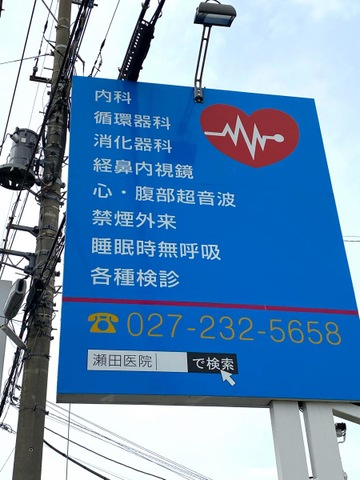 内科
循環器科
消化器科
経鼻内視鏡
心・腹部超音波
禁煙外来
睡眠時無呼吸
各種検診
☎ 027-232-5658
瀬田医院 で検索